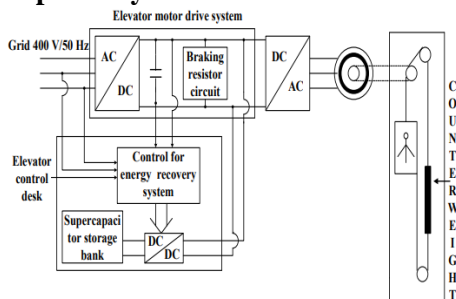 Elevator motor drive system
Grid 400 V/50 Hz
AC
DC
Braking
resistor
circuit
DC
AC
Elevator
control
desk
Control for
energy recovery
system
Supercapaci
tor storage
bank
DC
DC
C
O
U
N
T
E
R
W
E
I
G
H
T